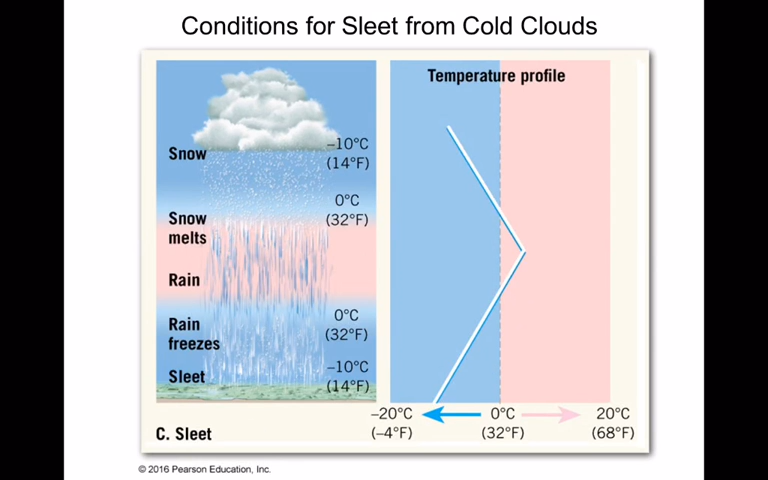 Conditions for Sleet from Cold Clouds
Snow
–10°C
(14°F)
0°C
(32°F)
Snow
melts
Rain
0°C
(32°F)
Rain
freezes
–10°C
(14°F)
Sleet
Temperature profile
–20°C
(–4°F)
0°C
(32°F)
20°C
(68°F)
C. Sleet
© 2016 Pearson Education, Inc.